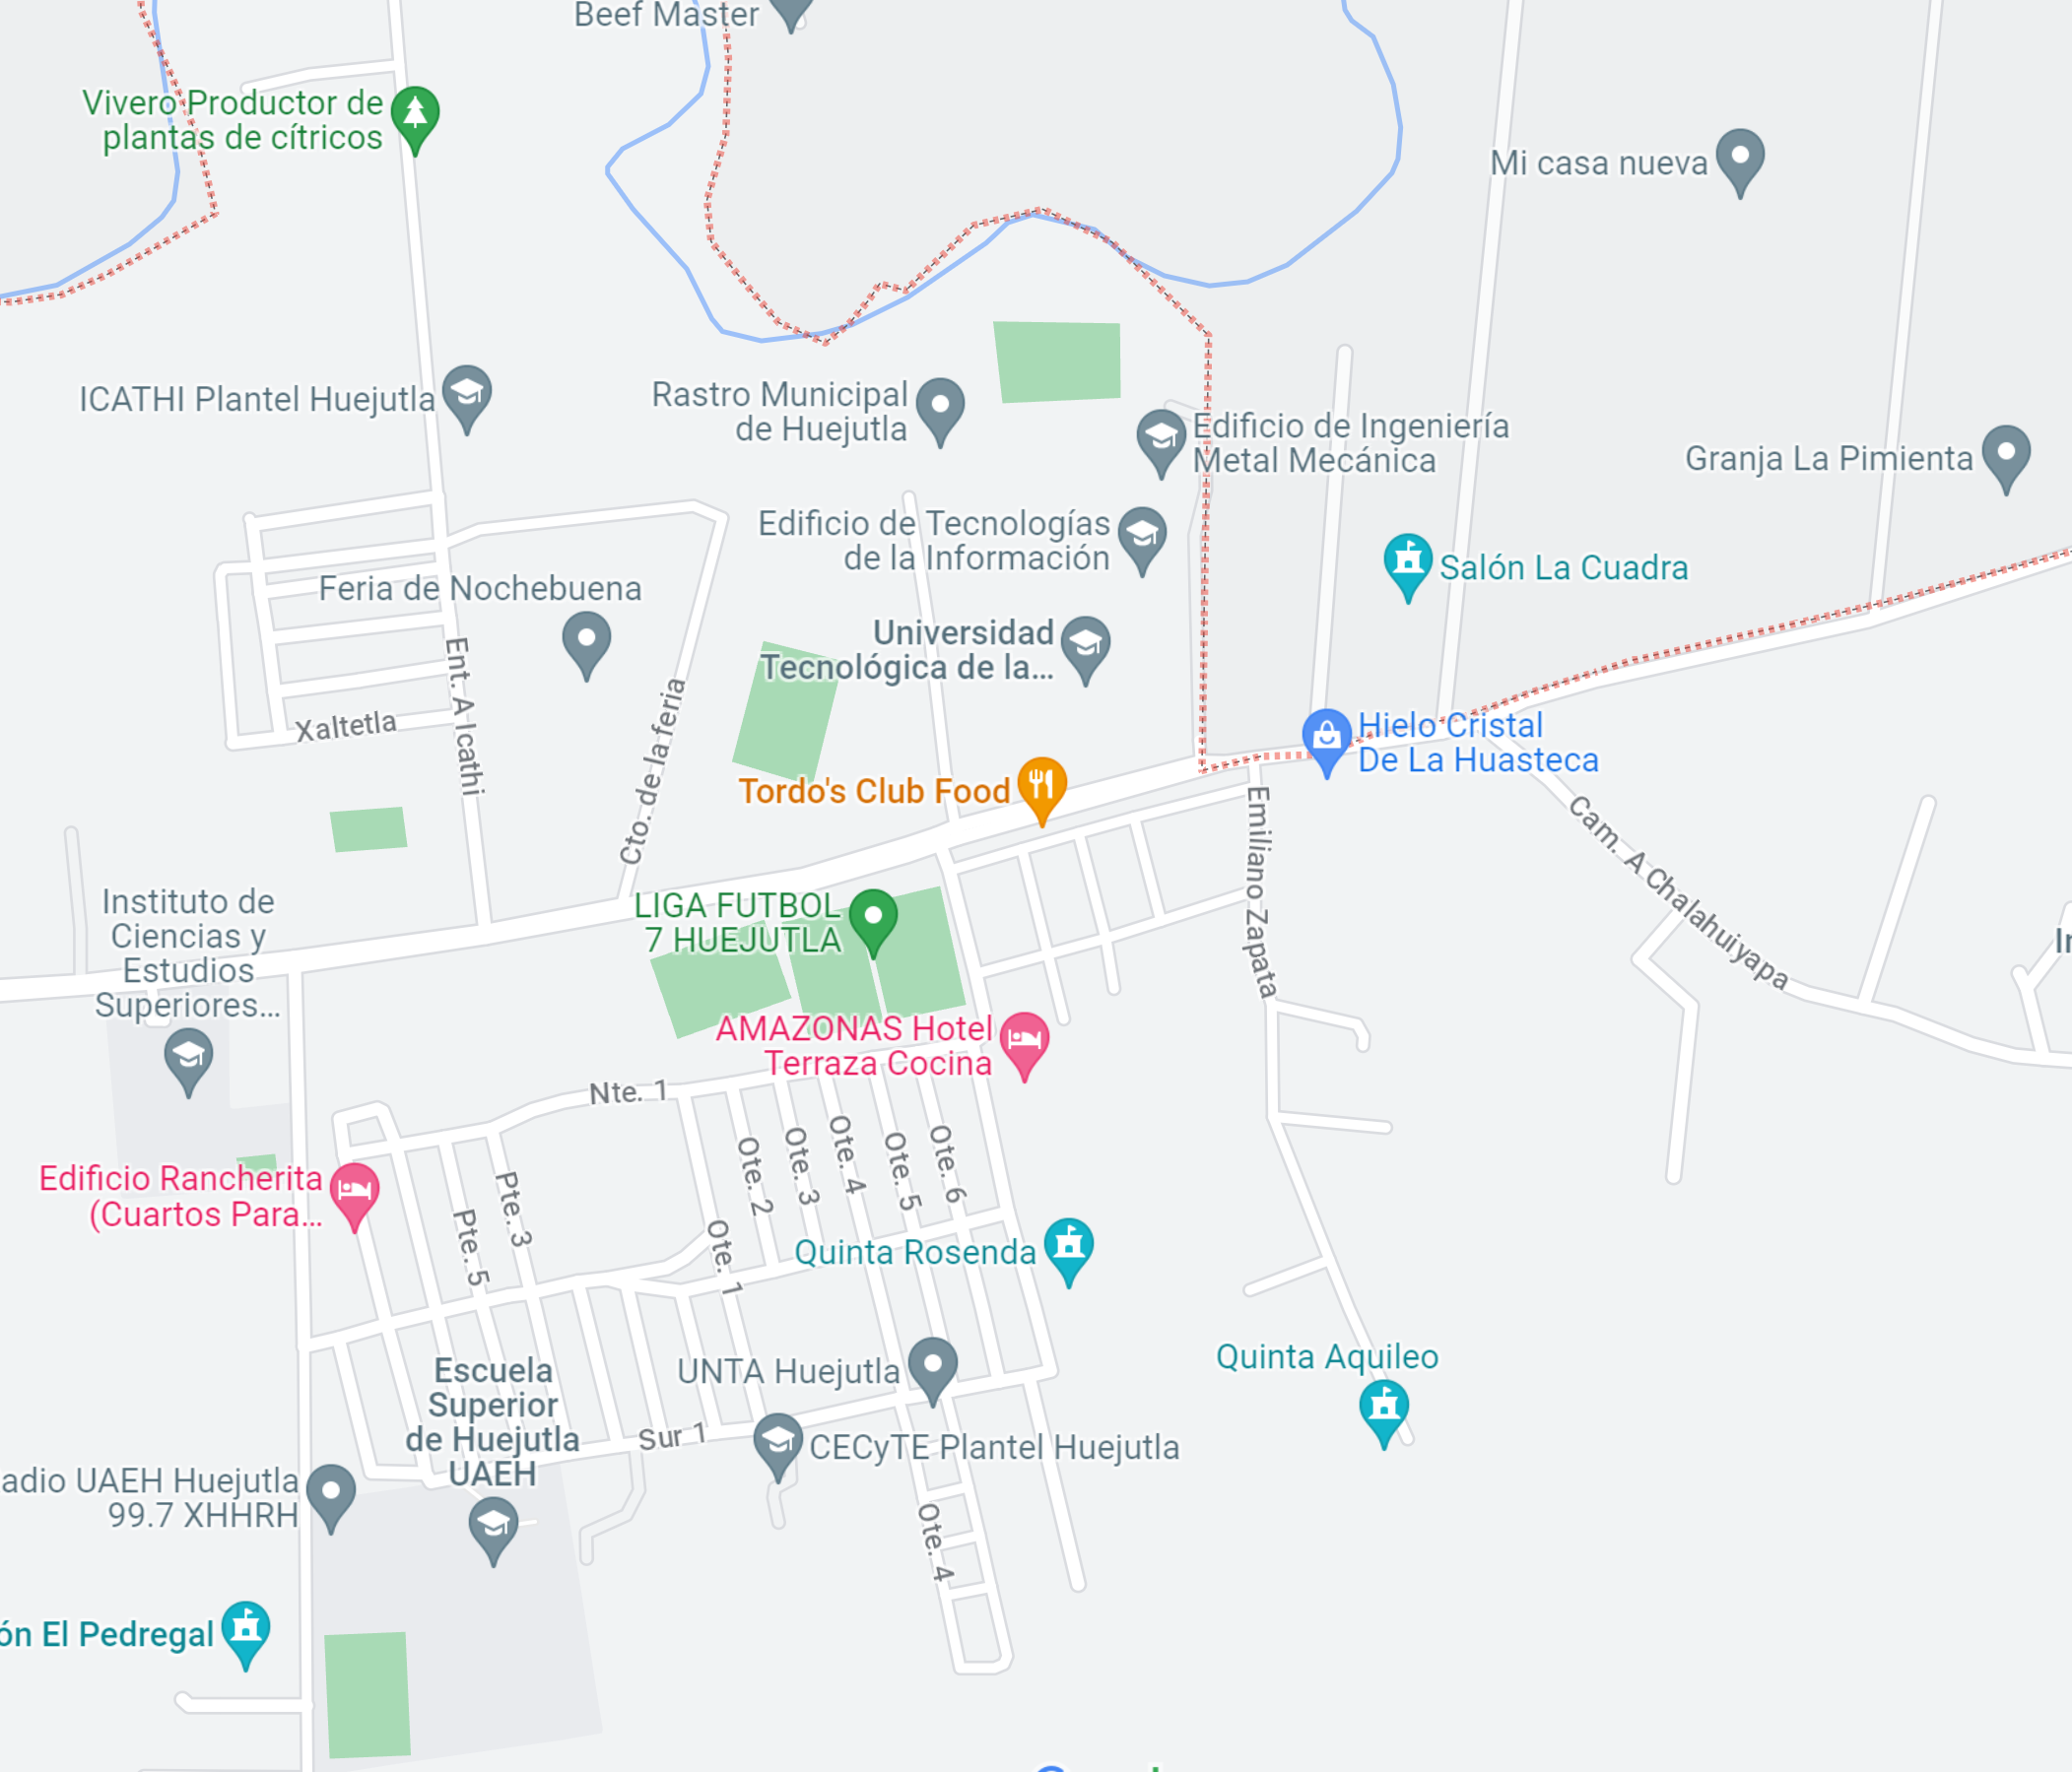 Beef Master
Vivero Productor de
plantas de cítricos
Mi casa nueva
ICATHI Plantel Huejutla
Rastro Municipal
de Huejutla
Edificio de Ingeniería
Metal Mecánica
Granja La Pimienta
Edificio de Tecnologías
de la Información
Salón La Cuadra
Feria de Nochebuena
Universidad
Tecnológica de la...
Ent. A Icathi
Xaltetla
Cto. de la feria
Hielo Cristal
De La Huasteca
Tordo's Club Food
Emiliano Zapata
Cam. A Chalahuiyapa
LIGA FUTBOL
7 HUEJUTLA
Instituto de
Ciencias y
Estudios
Superiores...
AMAZONAS Hotel
Terraza Cocina
Nte. 1
Edificio Rancherita
(Cuartos Para...
Pte. 3
Pte. 5
Ote. 1
Ote. 2
Ote. 3
Ote. 4
Ote. 5
Ote. 6
Quinta Rosenda
Quinta Aquileo
UNTA Huejutla
Escuela
Superior
de Huejutla
UAEH
Sur 1
CECyTE Plantel Huejutla
adio UAEH Huejutla
99.7 XHHRH
Ote. 4
ón El Pedregal